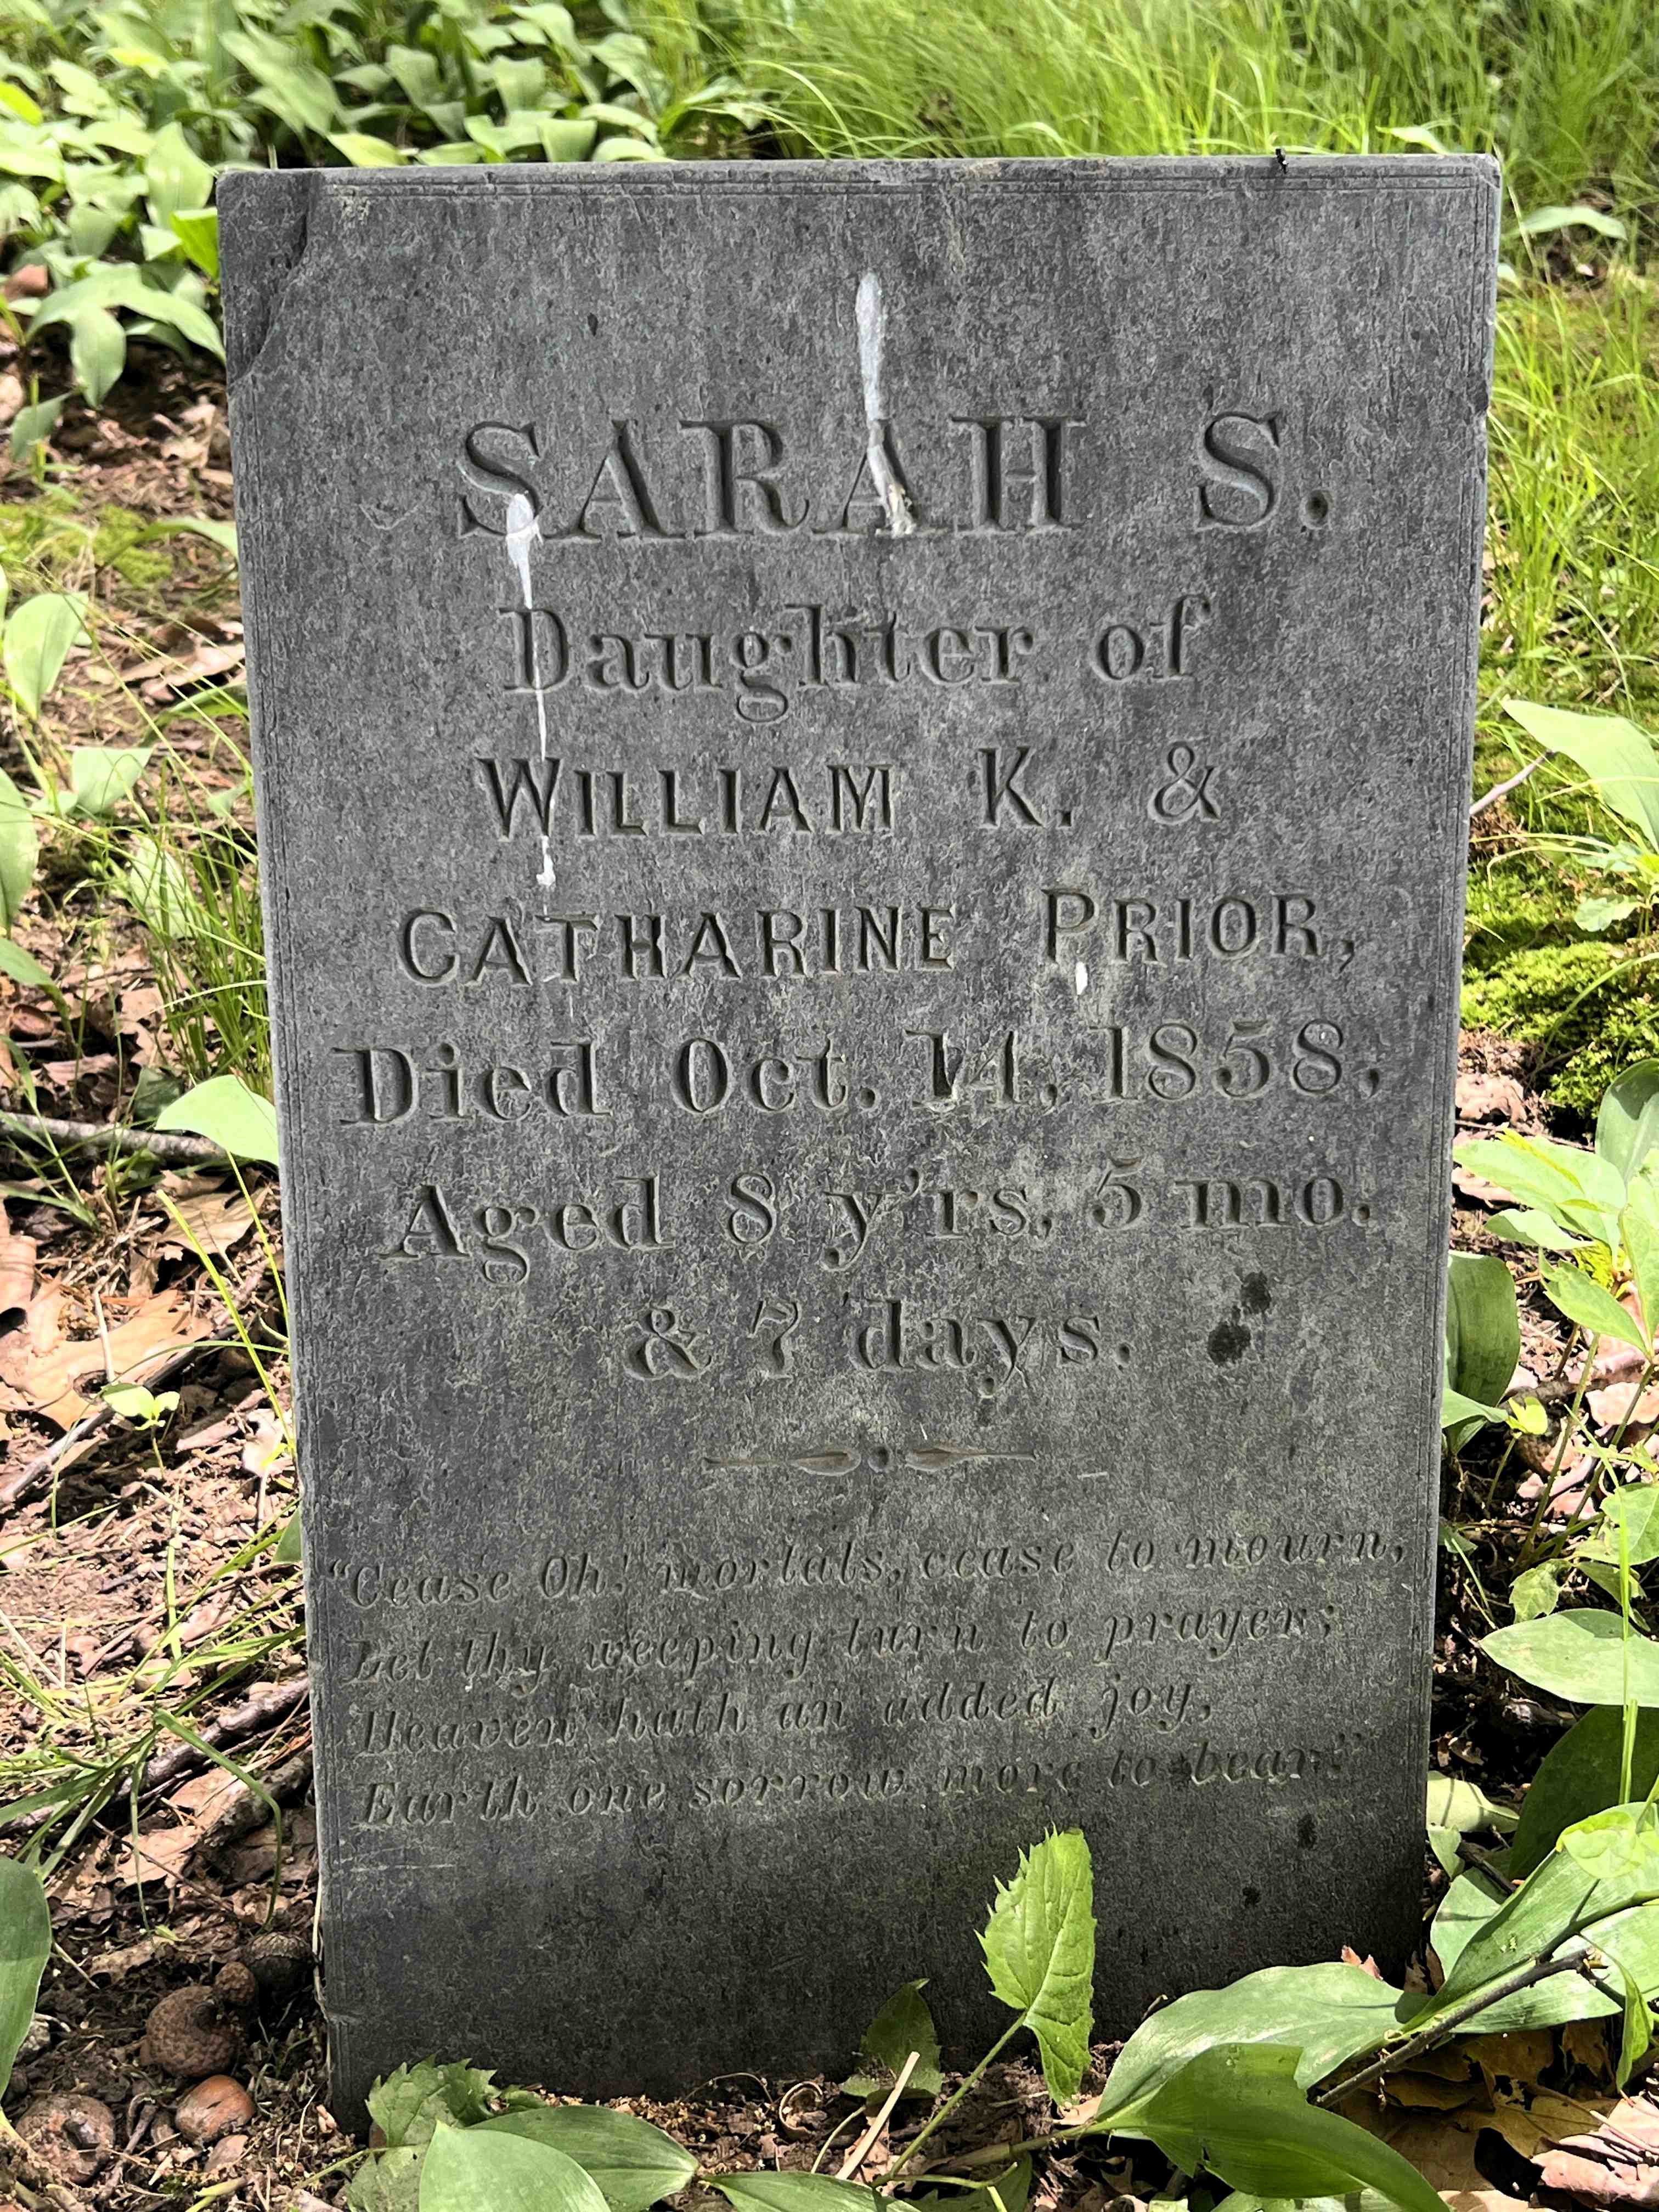 SARAH S.
Daughter of
WILLIAM K. &
CATHARINE PRIOR,
Died Oct. 14, 1858,
Aged 8 y'rs, 5 mo.
& 7 days.
"Cease Oh! mortals, cease to mourn,
Let thy weeping turn to prayer;
Heaven hath an added joy,
Earth one sorrow more to bear."